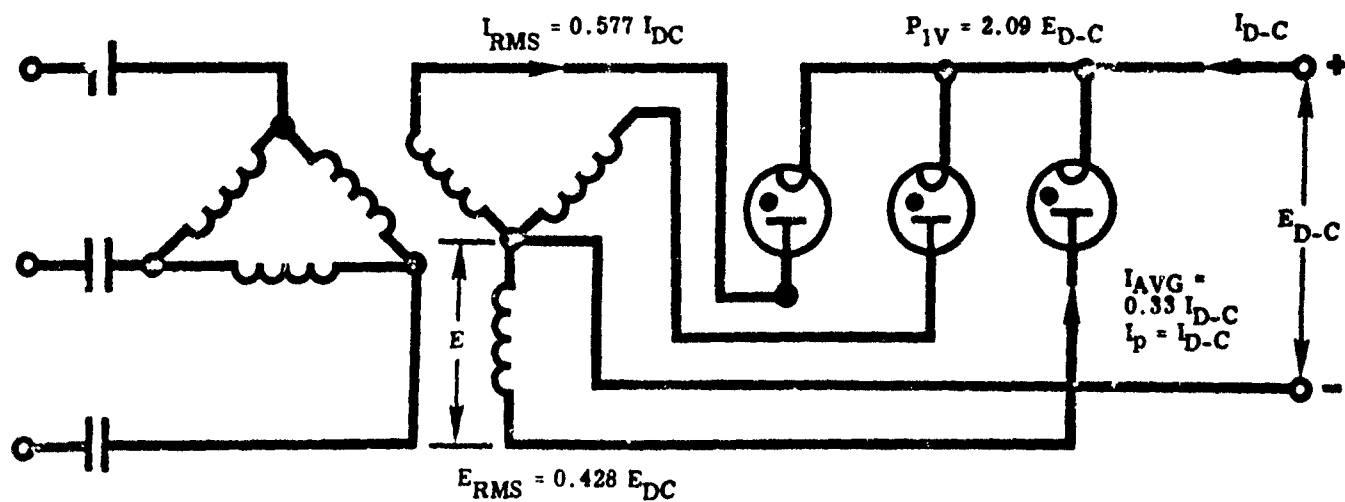 I_RMS = 0.577 I_DC
P_1V = 2.09 E_D-C
I_D-C
+
E_D-C
I_AVG =
0.33 I_D-C
I_p = I_D-C
E
-
E_RMS = 0.428 E_DC